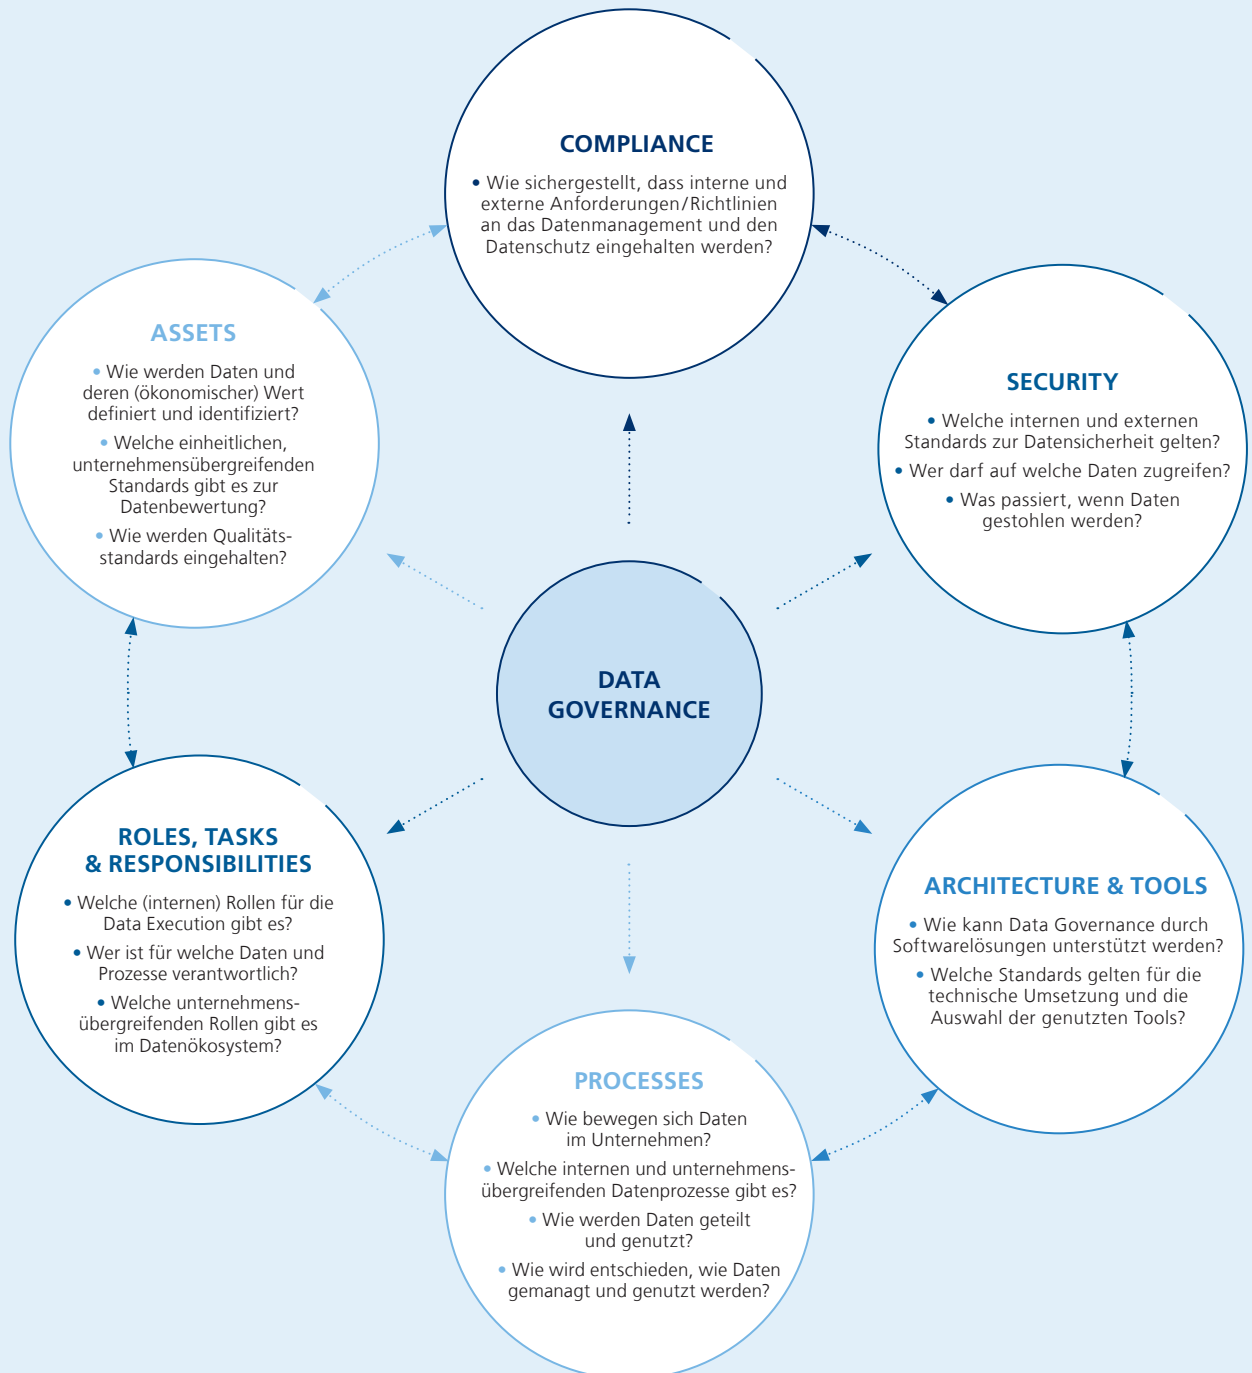 COMPLIANCE
• Wie sichergestellt, dass interne und
externe Anforderungen/Richtlinien
an das Datenmanagement und den
Datenschutz eingehalten werden?
ASSETS
• Wie werden Daten und
deren (ökonomischer) Wert
definiert und identifiziert?
• Welche einheitlichen,
unternehmensübergreifenden
Standards gibt es zur
Datenbewertung?
• Wie werden Qualitäts-
standards eingehalten?
SECURITY
• Welche internen und externen
Standards zur Datensicherheit gelten?
• Wer darf auf welche Daten zugreifen?
• Was passiert, wenn Daten
gestohlen werden?
DATA
GOVERNANCE
ROLES, TASKS
& RESPONSIBILITIES
• Welche (internen) Rollen für die
Data Execution gibt es?
• Wer ist für welche Daten und
Prozesse verantwortlich?
• Welche unternehmens-
übergreifenden Rollen gibt es
im Datenökosystem?
ARCHITECTURE & TOOLS
• Wie kann Data Governance durch
Softwarelösungen unterstützt werden?
• Welche Standards gelten für die
technische Umsetzung und die
Auswahl der genutzten Tools?
PROCESSES
• Wie bewegen sich Daten
im Unternehmen?
• Welche internen und unternehmens-
übergreifenden Datenprozesse gibt es?
• Wie werden Daten geteilt
und genutzt?
• Wie wird entschieden, wie Daten
gemanagt und genutzt werden?